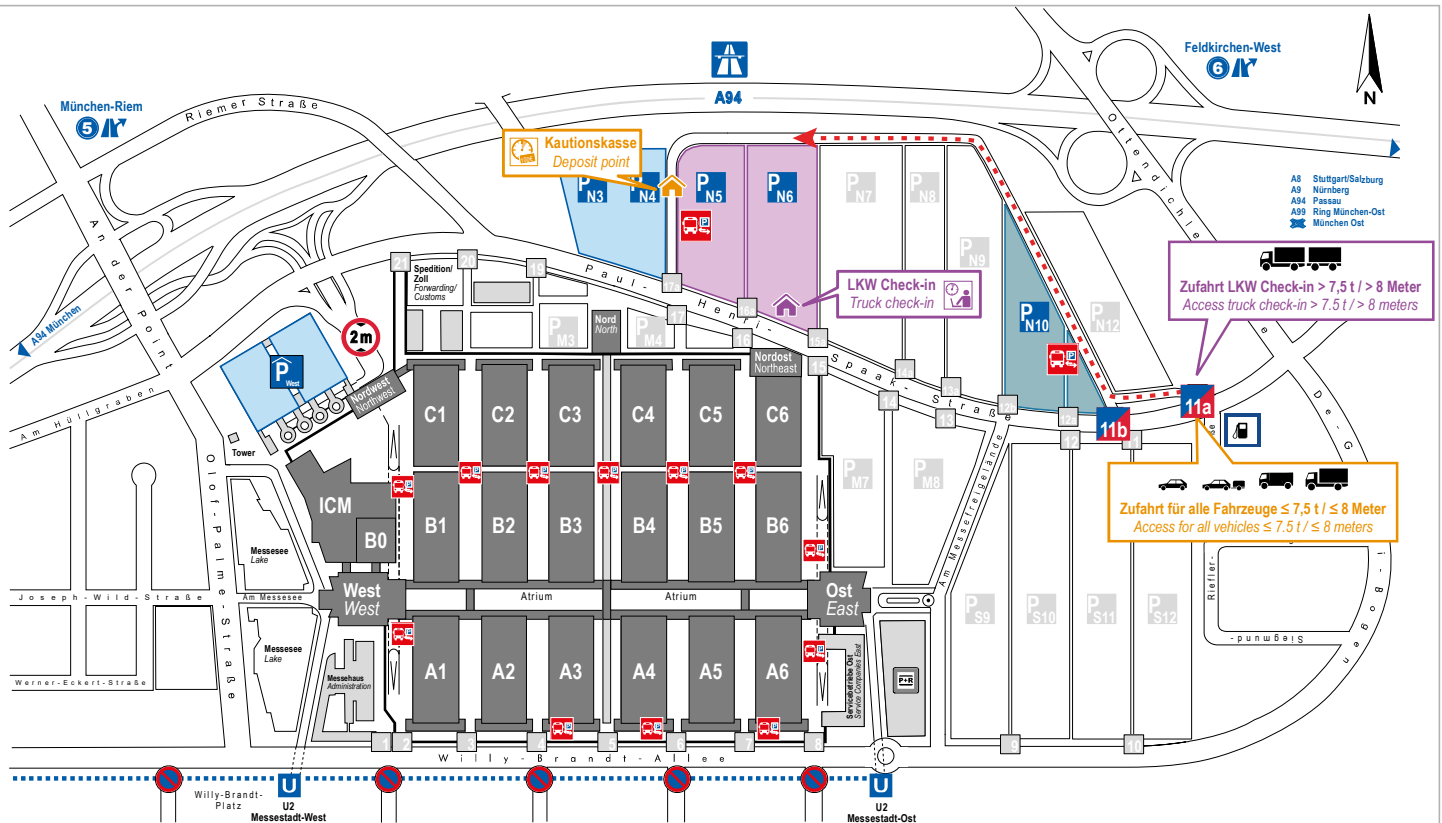 Feldkirchen-West
6
N
A94
München-Riem
5
Riemer Straße
Ottendichler
Kautionskasse
Deposit point
P N3
P N4
P N5
P N6
P N7
P N8
P N9
P N10
P N12
A8 Stuttgart/Salzburg
A9 Nürnberg
A94 Passau
A99 Ring München-Ost
München Ost
Zufahrt LKW Check-in > 7,5 t / > 8 Meter
Access truck check-in > 7.5 t / > 8 meters
LKW Check-in
Truck check-in
An der Point
A94 München
Am Hüllgraben
Olof-Palme-Straße
Paul-Henri-Spaak-Straße
De-Gasperi-Bogen
21
20
19
17a
17
16a
16
15a
15
14a
14
13a
13
12b
12a
12
11b
11a
11
Spedition/
Zoll
Forwarding/
Customs
P M3
P M4
Nord
North
Nordost
Northeast
Nordwest
Northwest
2m
P West
Tower
C1
C2
C3
C4
C5
C6
P M7
P M8
Am Messefreigelände
Zufahrt für alle Fahrzeuge ≤ 7,5 t / ≤ 8 Meter
Access for all vehicles ≤ 7.5 t / ≤ 8 meters
ICM
B0
B1
B2
B3
B4
B5
B6
Messesee
Lake
Joseph-Wild-Straße
Am Messesee
West
West
Atrium
Atrium
Ost
East
P S9
P S10
P S11
P S12
Riefler-
Siegmund-
Messesee
Lake
Werner-Eckert-Straße
Messehaus
Administration
A1
A2
A3
A4
A5
A6
Servicebetriebe Ost
Service Companies East
P+R
1
2
3
4
5
6
7
8
9
10
Willy-Brandt-Allee
Willy-Brandt-
Platz
U
U2
Messestadt-West
U
U2
Messestadt-Ost